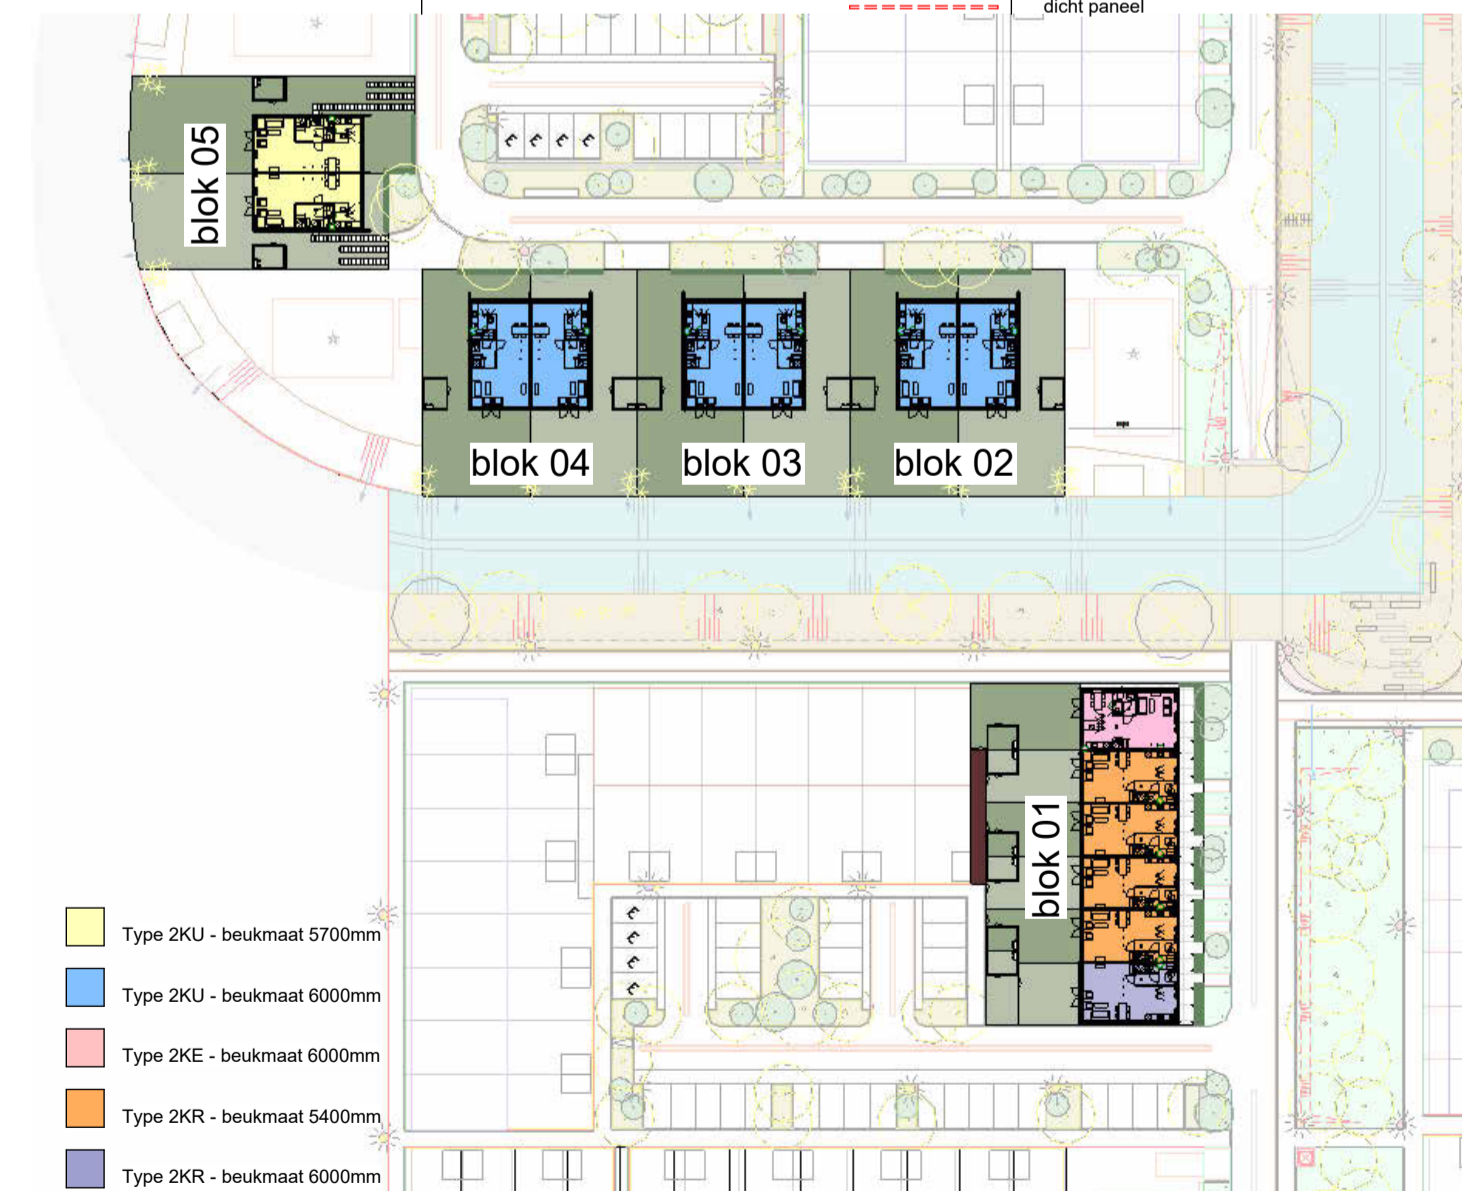 dicht paneel
blok 05
blok 04
blok 03
blok 02
blok 01
Type 2KU - beukmaat 5700mm
Type 2KU - beukmaat 6000mm
Type 2KE - beukmaat 6000mm
Type 2KR - beukmaat 5400mm
Type 2KR - beukmaat 6000mm